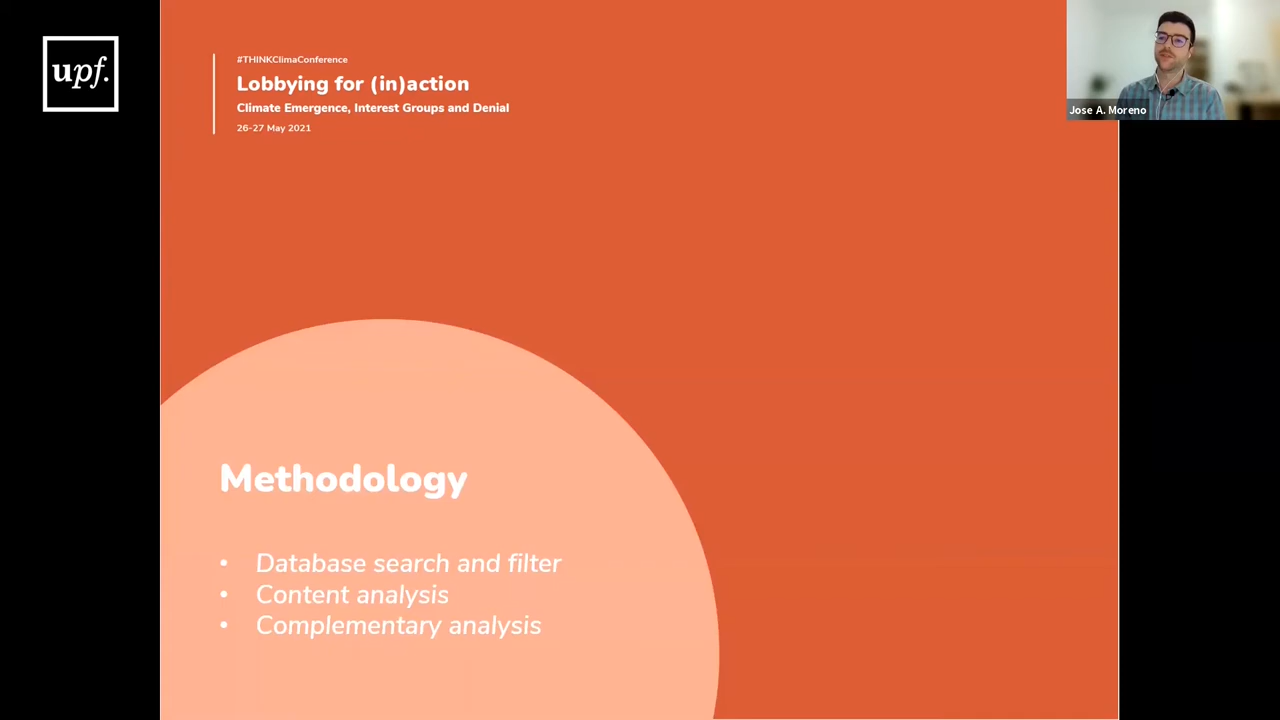 upf.
#THINKClimaConference
Lobbying for (in)action
Climate Emergence, Interest Groups and Denial
26-27 May 2021
Jose A. Moreno
Methodology
• Database search and filter
• Content analysis
• Complementary analysis